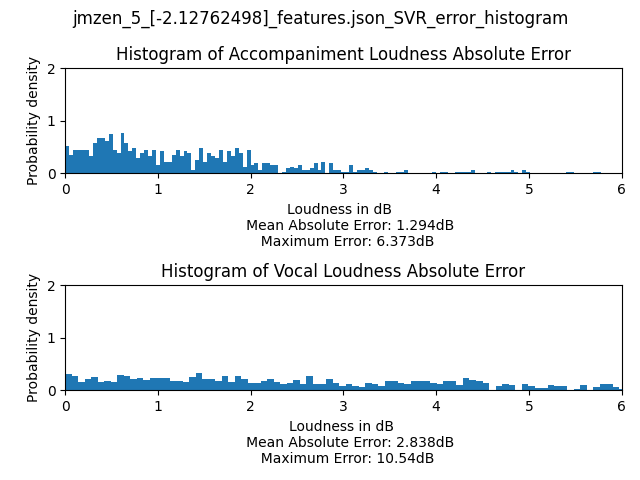 jmzen_5_[-2.12762498]_features.json_SVR_error_histogram
Histogram of Accompaniment Loudness Absolute Error
Probability density
2
1
0
0 1 2 3 4 5 6
Loudness in dB
Mean Absolute Error: 1.294dB
Maximum Error: 6.373dB
Histogram of Vocal Loudness Absolute Error
Probability density
2
1
0
0 1 2 3 4 5 6
Loudness in dB
Mean Absolute Error: 2.838dB
Maximum Error: 10.54dB